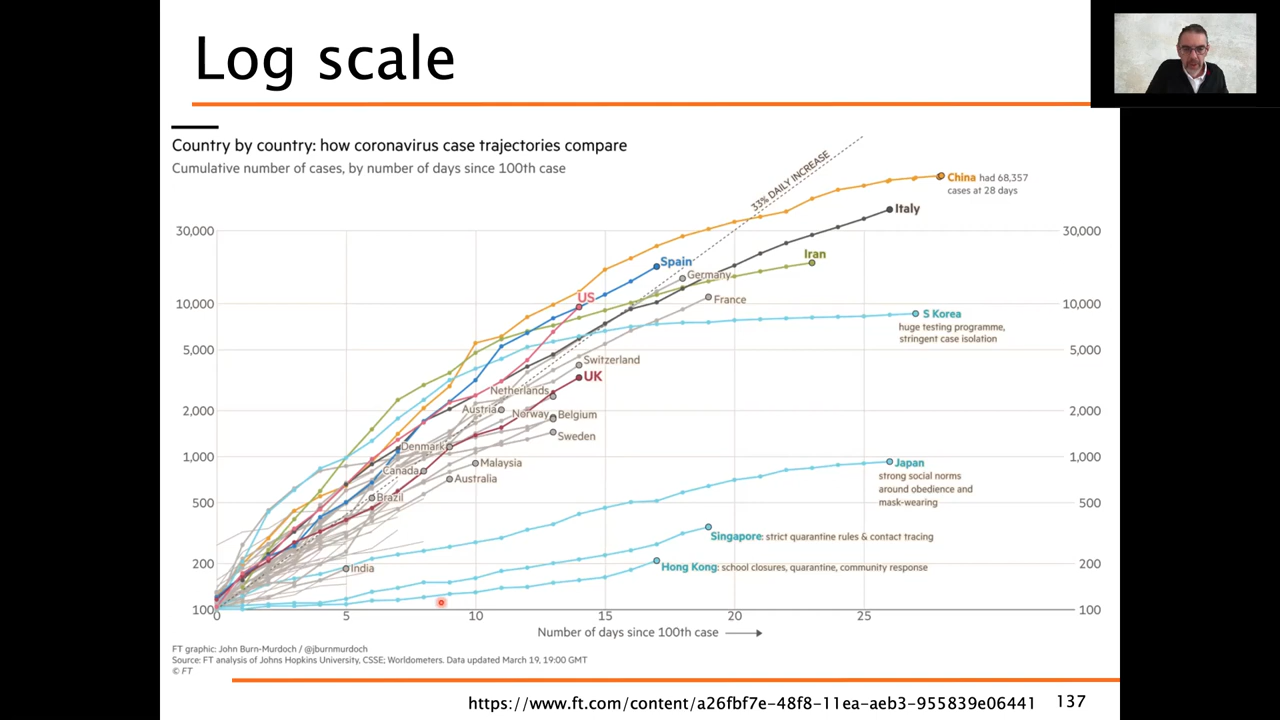 Log scale
Country by country: how coronavirus case trajectories compare
Cumulative number of cases, by number of days since 100th case
33% DAILY INCREASE
China had 68,357
cases at 28 days
Italy
30,000
30,000
Iran
Spain
Germany
US
France
10,000
10,000
S Korea
huge testing programme,
stringent case isolation
5,000
5,000
Switzerland
UK
Netherlands
2,000
Austria
Norway
Belgium
2,000
Sweden
Denmark
1,000
1,000
Malaysia
Japan
strong social norms
around obedience and
mask-wearing
Canada
Australia
Brazil
500
500
Singapore: strict quarantine rules & contact tracing
200
India
Hong Kong: school closures, quarantine, community response
200
100
100
0
5
10
15
20
25
Number of days since 100th case
FT graphic: John Burn-Murdoch / @jburnmurdoch
Source: FT analysis of Johns Hopkins University, CSSE; Worldometers. Data updated March 19, 19:00 GMT
© FT
https://www.ft.com/content/a26fbf7e-48f8-11ea-aeb3-955839e06441
137